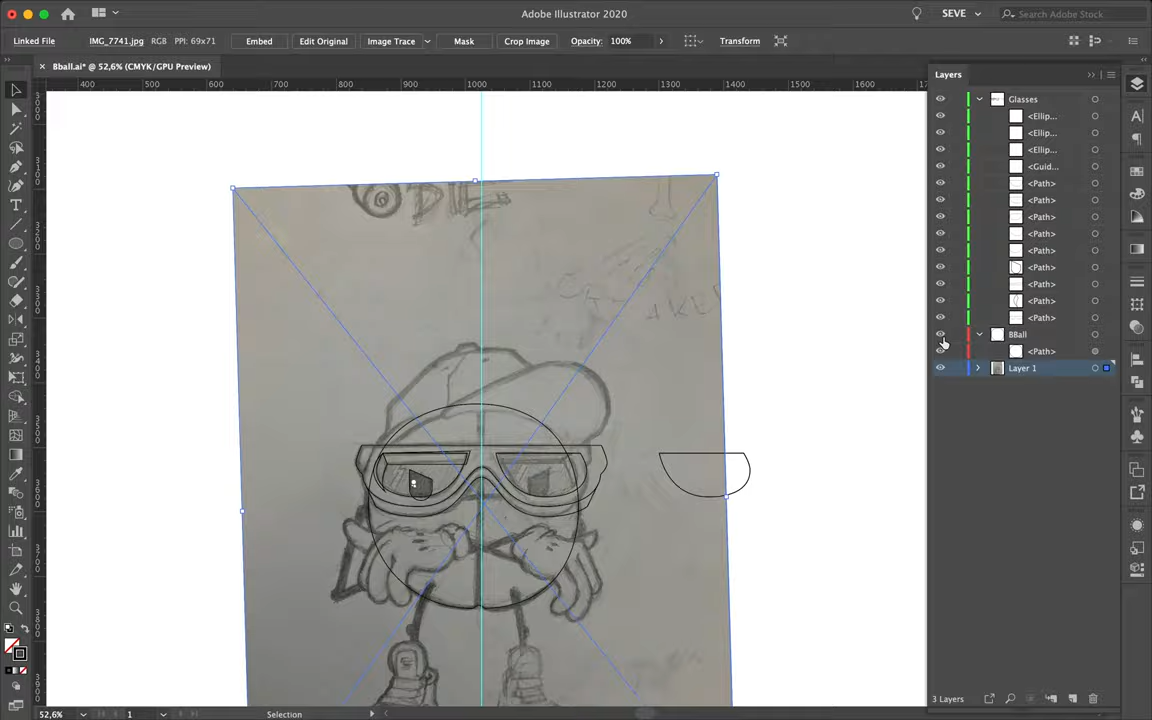 Adobe Illustrator 2020
SEVE
Search Adobe Stock
Linked File
IMG_7741.jpg
RGB
PPI: 69x71
Embed
Edit Original
Image Trace
Mask
Crop Image
Opacity:
100%
Transform
Bball.ai* @ 52,6% (CMYK/GPU Preview)
400 500 600 700 800 900 1000 1100 1200 1300 1400 1500 1600
Layers
Glasses
<Ellip...
<Ellip...
<Ellip...
<Guid...
<Path>
<Path>
<Path>
<Path>
<Path>
<Path>
<Path>
<Path>
<Path>
BBall
<Path>
Layer 1
3 Layers
52,6%
1
Selection